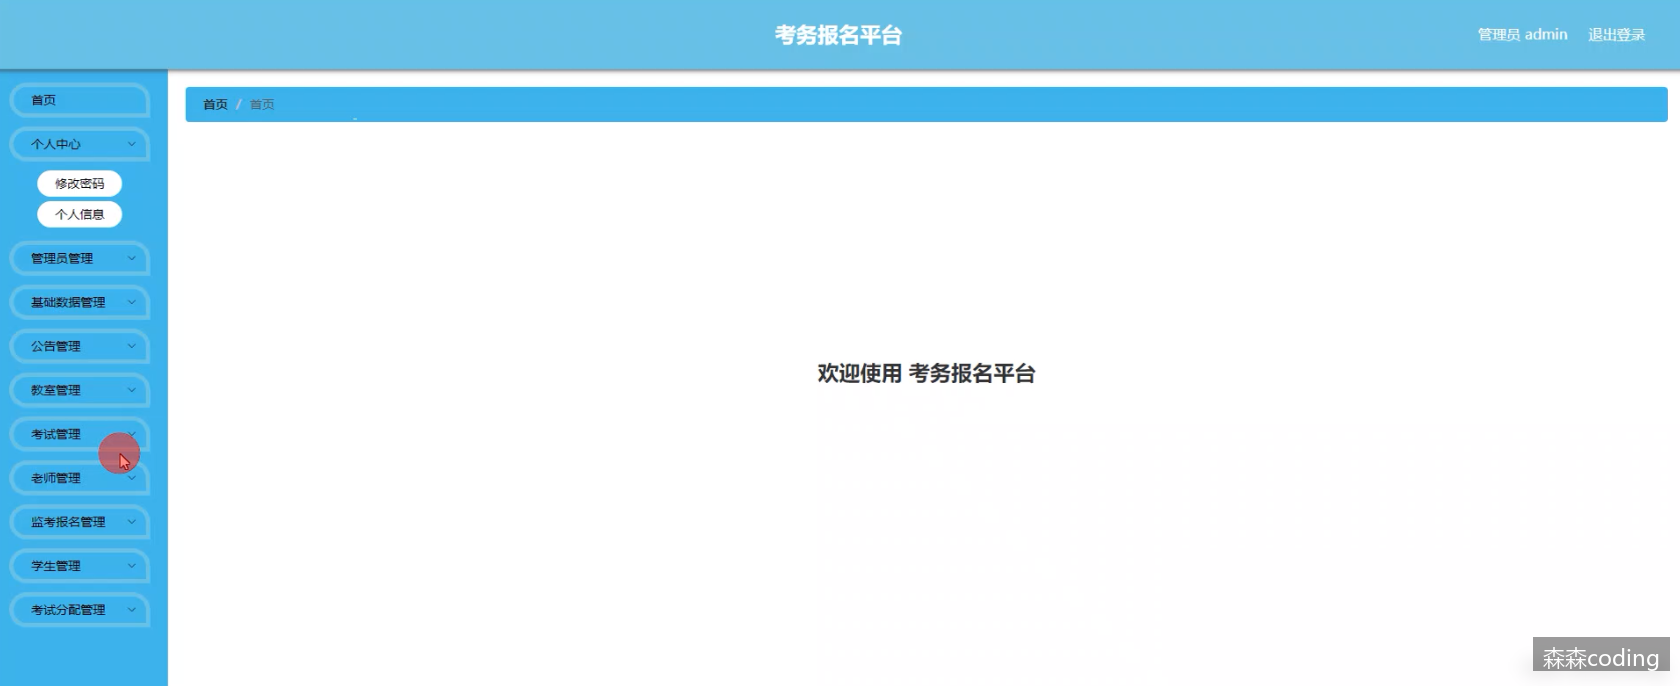 考务报名平台
管理员 admin 退出登录
首页
首页 / 首页
个人中心
修改密码
个人信息
管理员管理
基础数据管理
公告管理
教室管理
欢迎使用 考务报名平台
考试管理
老师管理
监考报名管理
学生管理
考试分配管理
森森coding